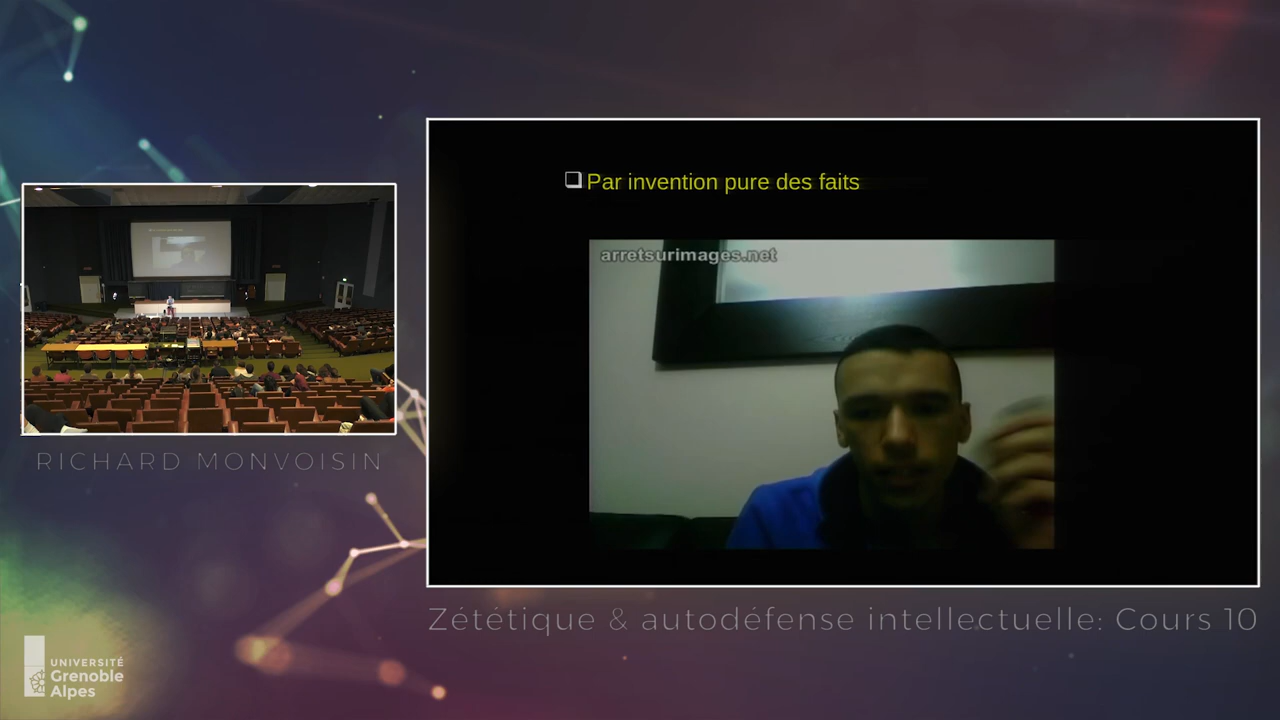 Par invention pure des faits
arretsurimages.net
RICHARD MONVOISIN
Zététique & autodéfense intellectuelle: Cours 10
UNIVERSITÉ
Grenoble
Alpes